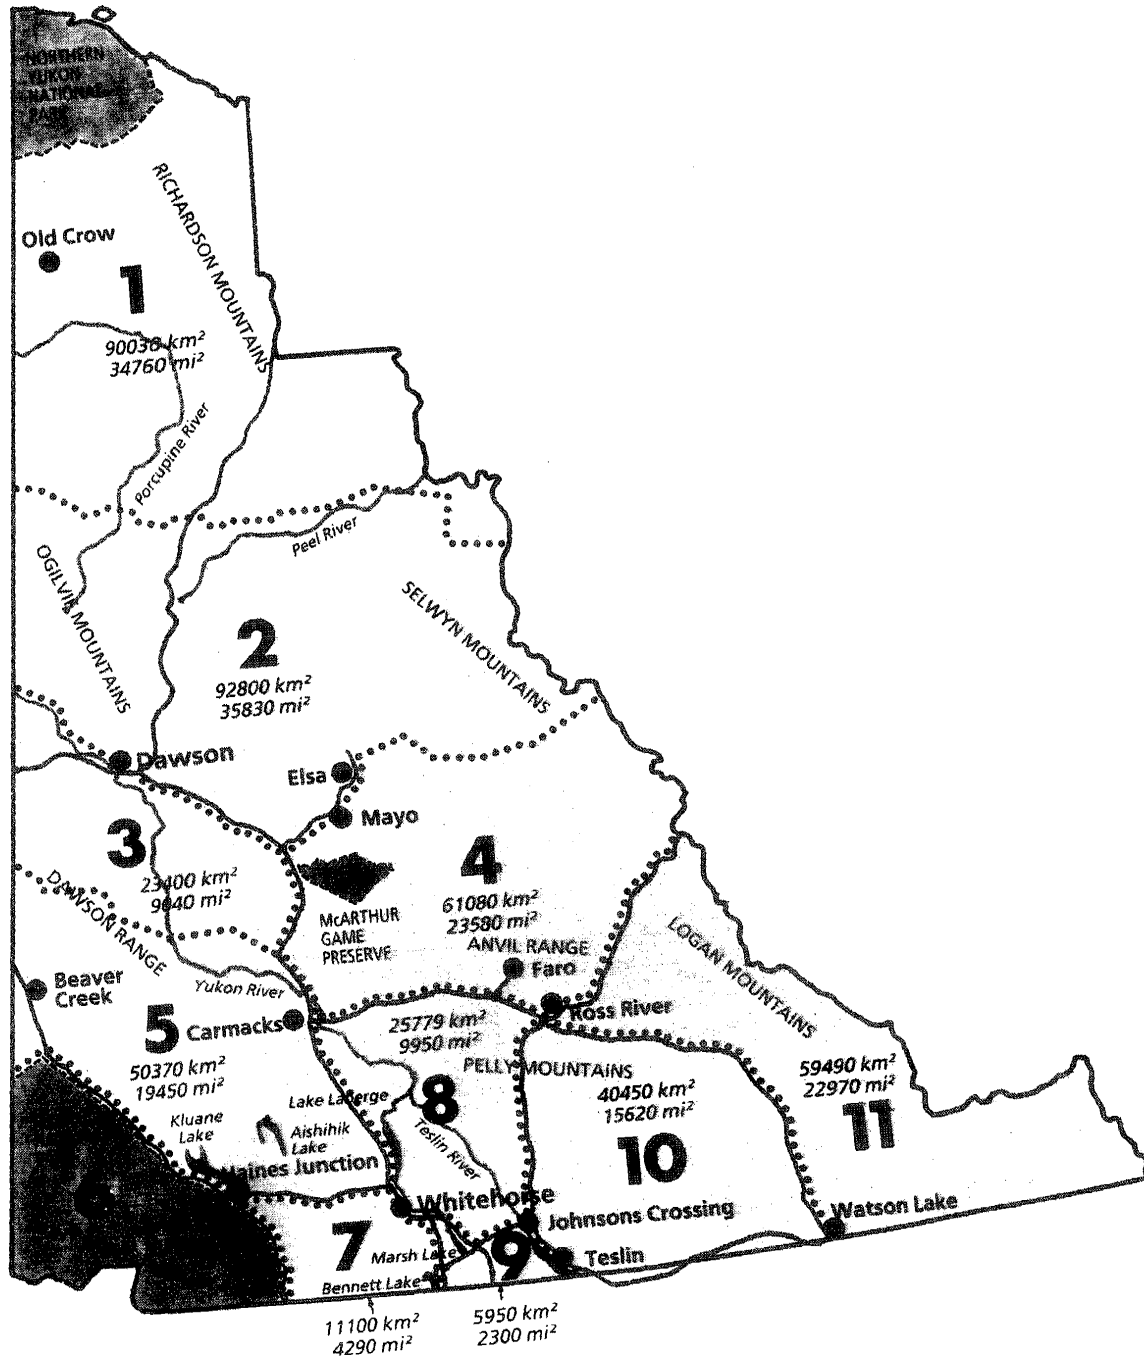 NORTHERN
YUKON
NATIONAL
PARK
RICHARDSON MOUNTAINS
Old Crow
1
90030 km²
34760 mi²
Porcupine River
Peel River
OGILVIE MOUNTAINS
SELWYN MOUNTAINS
2
92800 km²
35830 mi²
Dawson
Elsa
Mayo
3
23400 km²
9040 mi²
4
61080 km²
23580 mi²
DAWSON RANGE
McARTHUR
GAME
PRESERVE
ANVIL RANGE
Faro
LOGAN MOUNTAINS
Beaver
Creek
Yukon River
5
Carmacks
50370 km²
19450 mi²
25779 km²
9950 mi²
Ross River
PELLY MOUNTAINS
8
40450 km²
15620 mi²
59490 km²
22970 mi²
11
Kluane
Lake
Lake Laberge
Aishihik
Lake
Teslin River
10
Haines Junction
6
Whitehorse
Johnsons Crossing
Watson Lake
7
Marsh Lake
9
Teslin
Bennett Lake
11100 km²
4290 mi²
5950 km²
2300 mi²